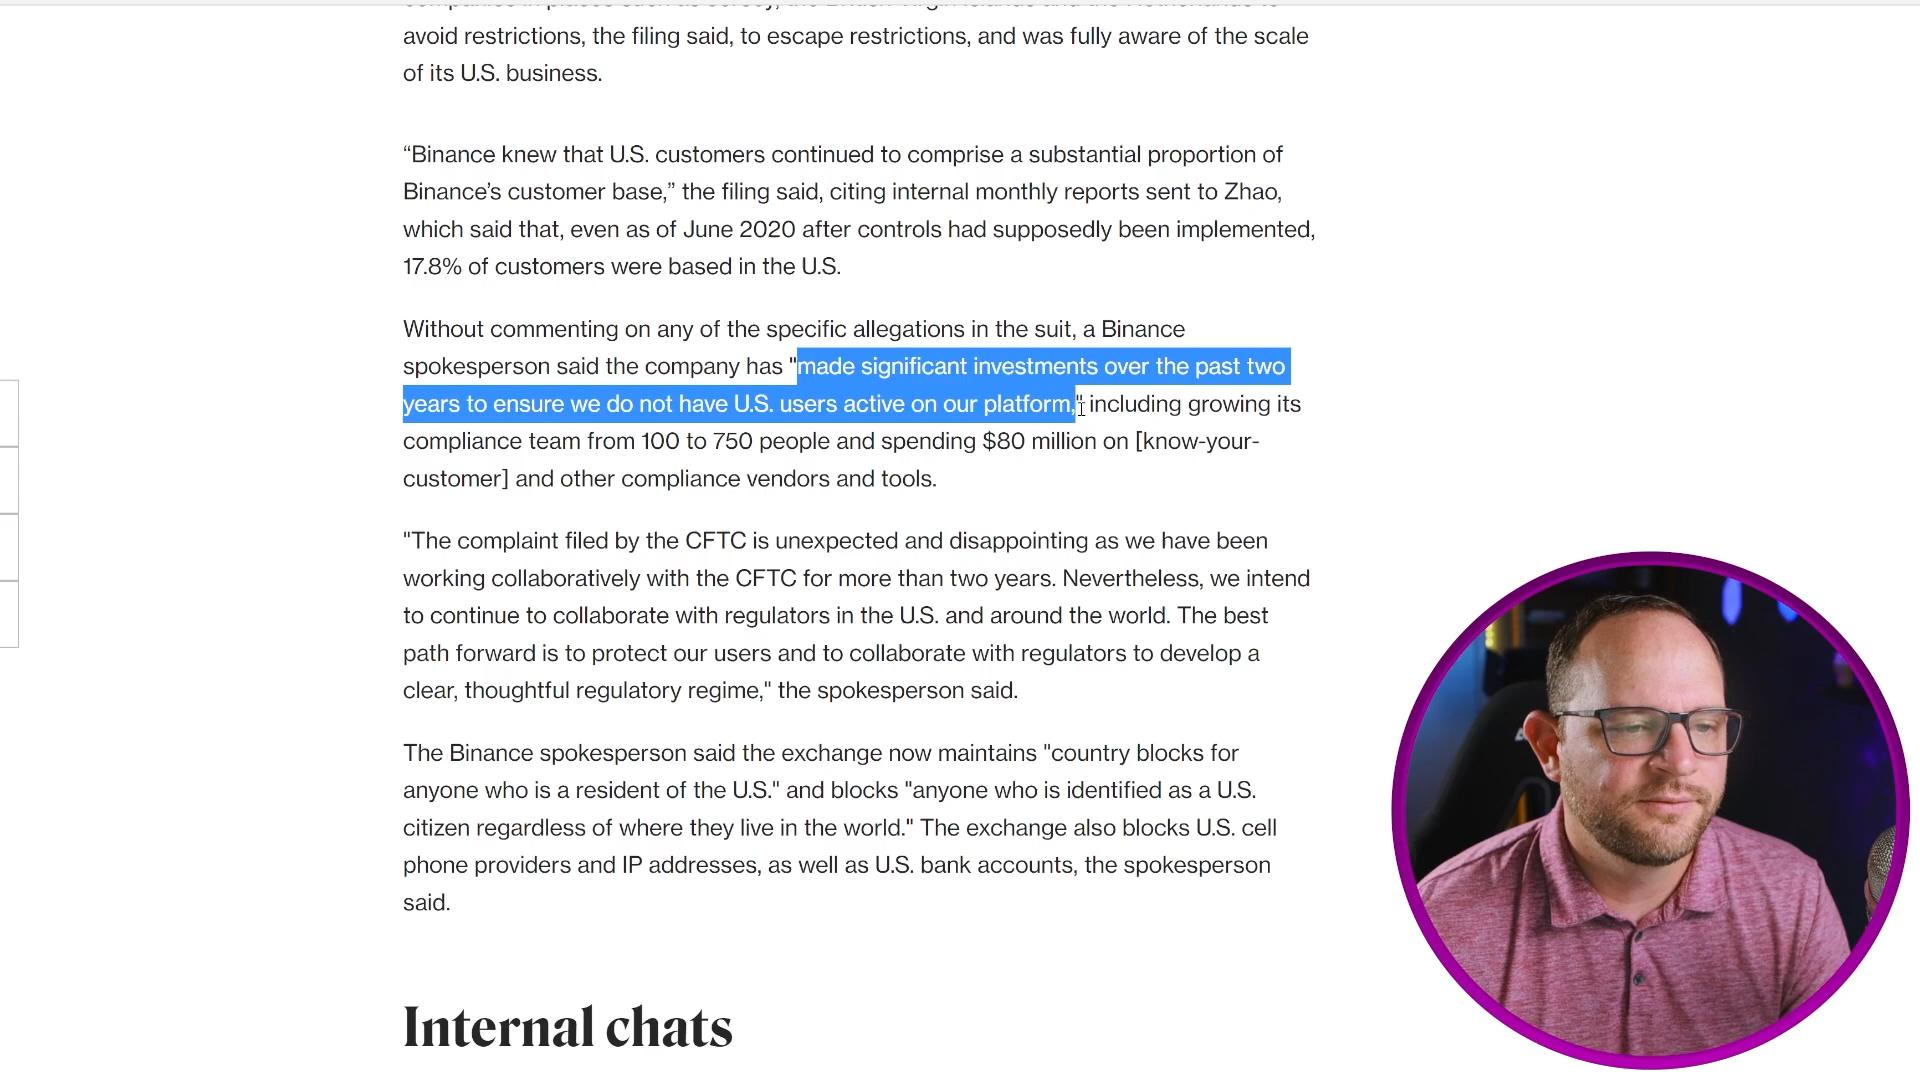 avoid restrictions, the filing said, to escape restrictions, and was fully aware of the scale
of its U.S. business.
“Binance knew that U.S. customers continued to comprise a substantial proportion of
Binance’s customer base,” the filing said, citing internal monthly reports sent to Zhao,
which said that, even as of June 2020 after controls had supposedly been implemented,
17.8% of customers were based in the U.S.
Without commenting on any of the specific allegations in the suit, a Binance
spokesperson said the company has "made significant investments over the past two
years to ensure we do not have U.S. users active on our platform," including growing its
compliance team from 100 to 750 people and spending $80 million on [know-your-
customer] and other compliance vendors and tools.
"The complaint filed by the CFTC is unexpected and disappointing as we have been
working collaboratively with the CFTC for more than two years. Nevertheless, we intend
to continue to collaborate with regulators in the U.S. and around the world. The best
path forward is to protect our users and to collaborate with regulators to develop a
clear, thoughtful regulatory regime," the spokesperson said.
The Binance spokesperson said the exchange now maintains "country blocks for
anyone who is a resident of the U.S." and blocks "anyone who is identified as a U.S.
citizen regardless of where they live in the world." The exchange also blocks U.S. cell
phone providers and IP addresses, as well as U.S. bank accounts, the spokesperson
said.
Internal chats